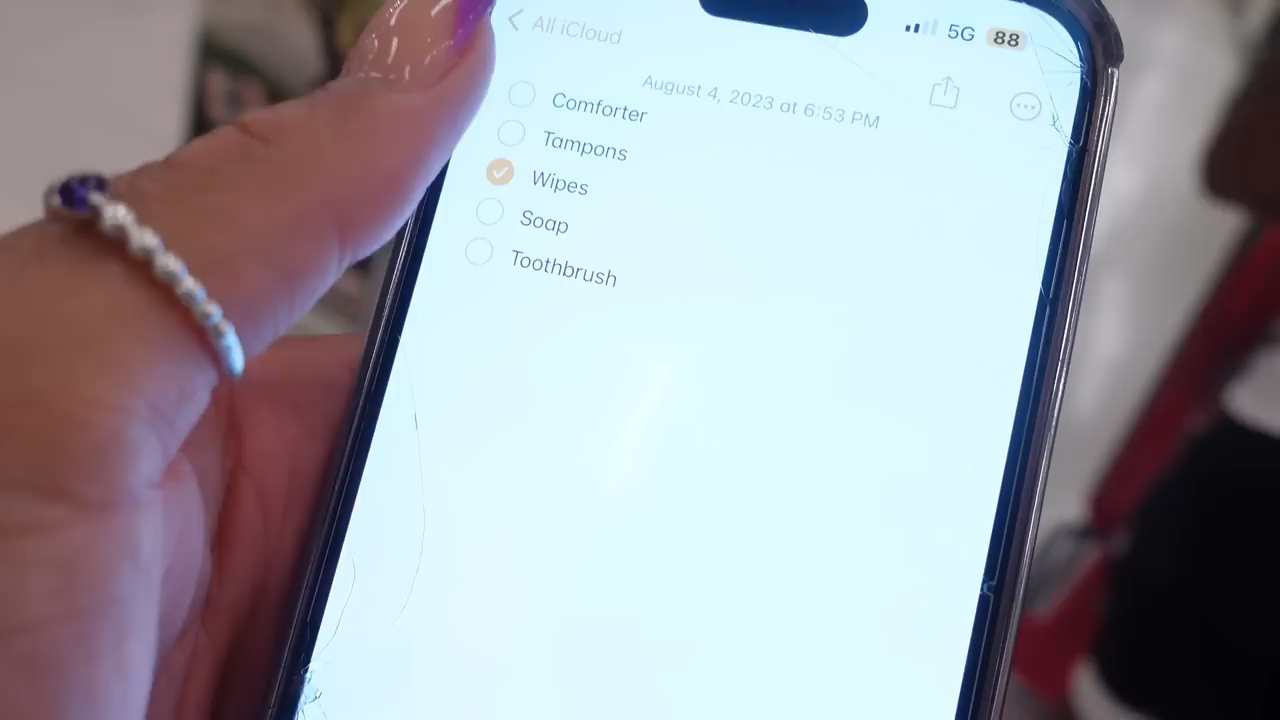 All iCloud
5G 88
August 4, 2023 at 6:53 PM
Comforter
Tampons
Wipes
Soap
Toothbrush